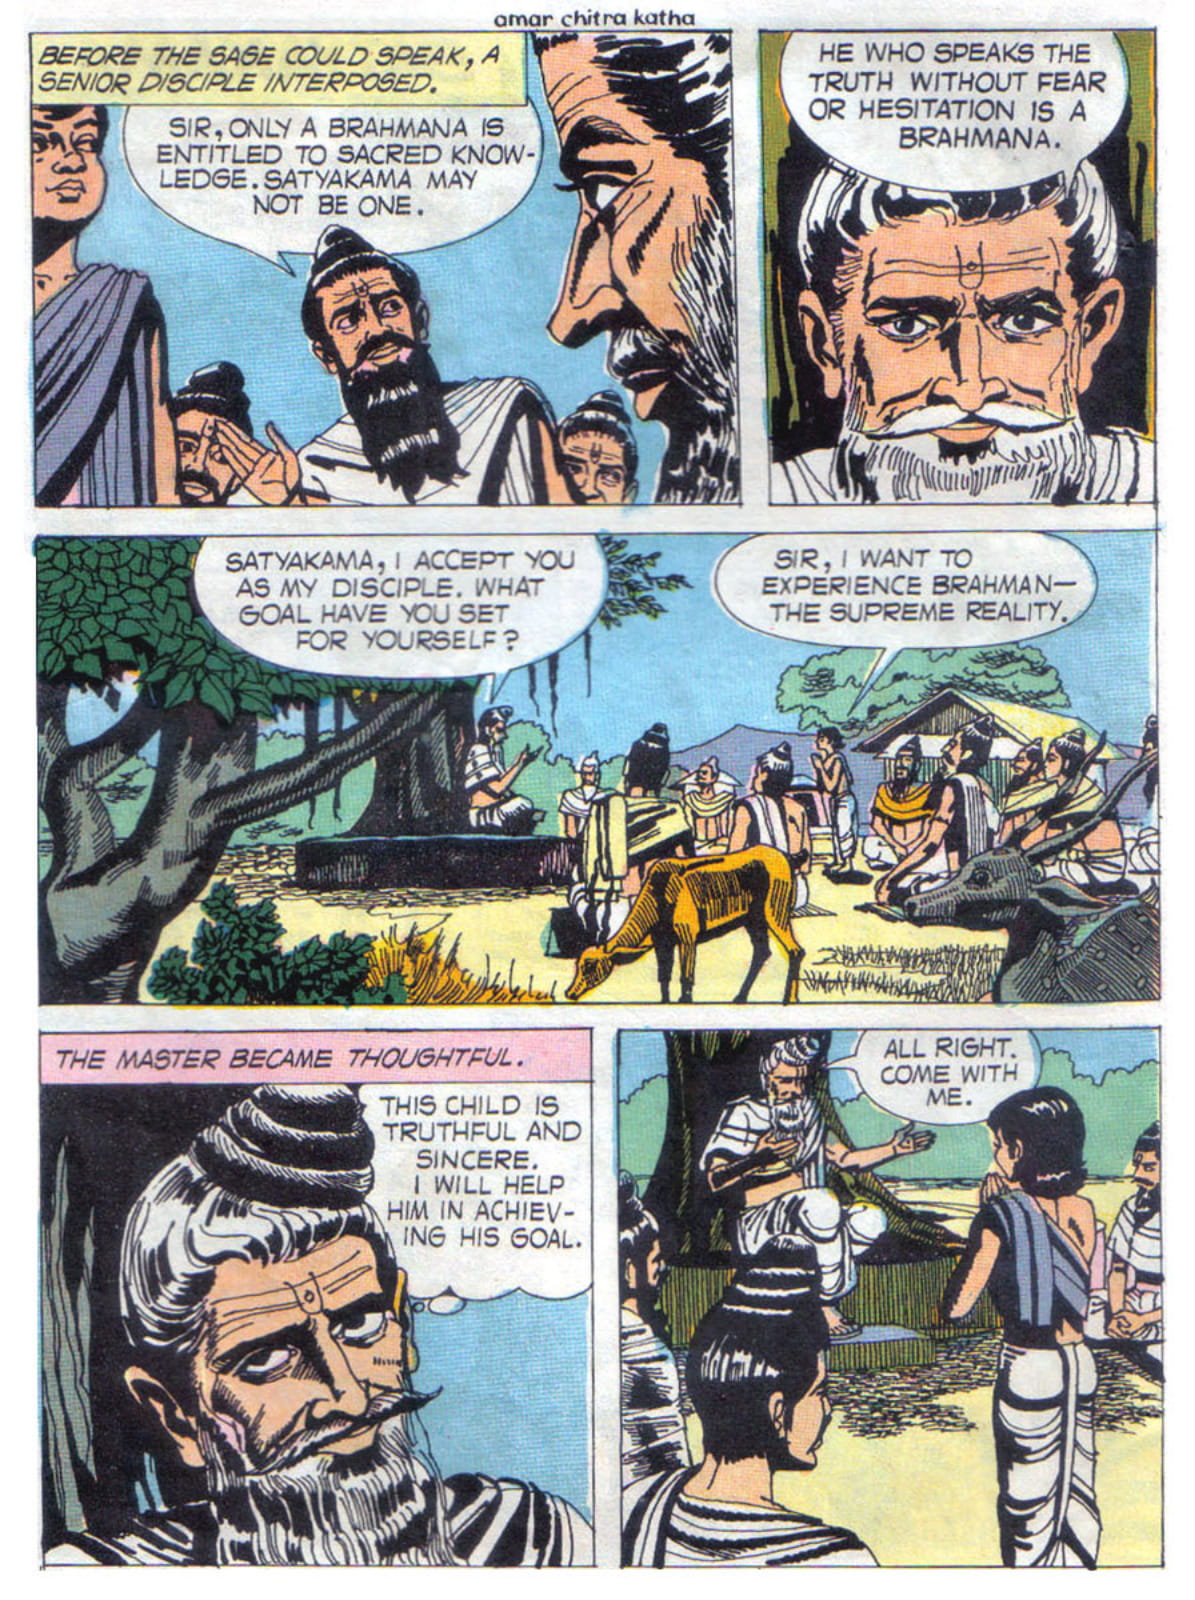 amar chitra katha
BEFORE THE SAGE COULD SPEAK, A
SENIOR DISCIPLE INTERPOSED.
SIR, ONLY A BRAHMANA IS
ENTITLED TO SACRED KNOW-
LEDGE. SATYAKAMA MAY
NOT BE ONE.
HE WHO SPEAKS THE
TRUTH WITHOUT FEAR
OR HESITATION IS A
BRAHMANA.
SATYAKAMA, I ACCEPT YOU
AS MY DISCIPLE. WHAT
GOAL HAVE YOU SET
FOR YOURSELF?
SIR, I WANT TO
EXPERIENCE BRAHMAN—
THE SUPREME REALITY.
THE MASTER BECAME THOUGHTFUL.
THIS CHILD IS
TRUTHFUL AND
SINCERE.
I WILL HELP
HIM IN ACHIEV-
ING HIS GOAL.
ALL RIGHT.
COME WITH
ME.